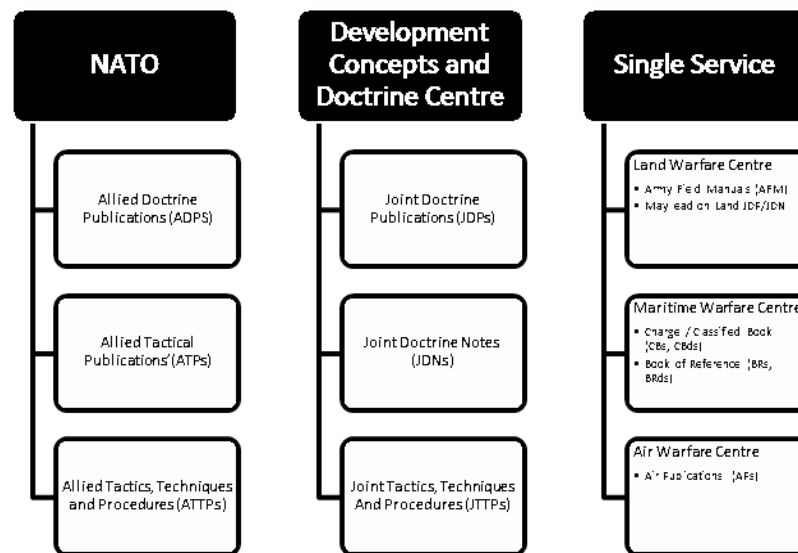 NATO
Allied Doctrine
Publications (ADPS)
Allied Tactical
Publications’(ATPs)
Allied Tactics, Techniques
and Procedures (ATTPs)
Development
Concepts and
Doctrine Centre
Joint Doctrine
Publications (JDPs)
Joint Doctrine Notes
(JDNs)
Joint Tactics, Techniques
And Procedures (JTTPs)
Single Service
Land Warfare Centre
• Army Field Manuals (AFM)
• May lead on Land JDP/JDN
Maritime Warfare Centre
• Charge / Classified Book
(CBs, CBds)
• Book of Reference (BRs,
BRds)
Air Warfare Centre
• Air Publications (APs)